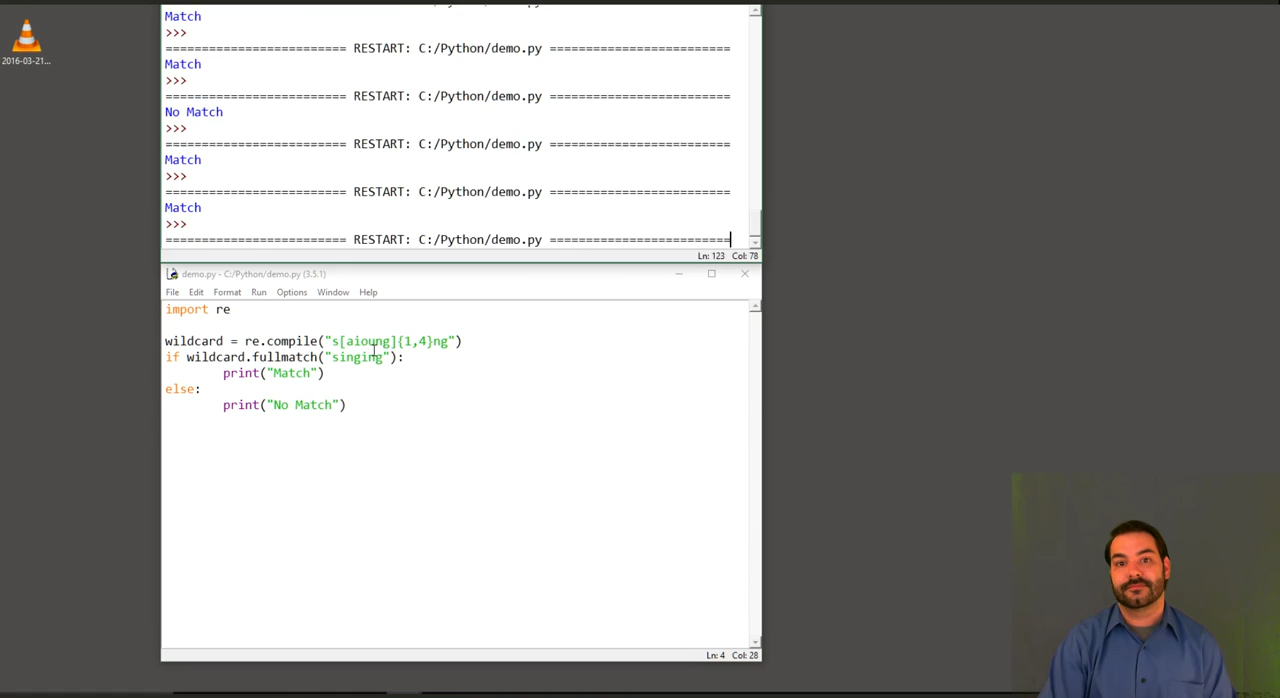 2016-03-21...
Match
>>>
========================= RESTART: C:/Python/demo.py =========================
Match
>>>
========================= RESTART: C:/Python/demo.py =========================
No Match
>>>
========================= RESTART: C:/Python/demo.py =========================
Match
>>>
========================= RESTART: C:/Python/demo.py =========================
Match
>>>
========================= RESTART: C:/Python/demo.py =========================
Ln: 123 Col: 78
demo.py - C:/Python/demo.py (3.5.1)
File Edit Format Run Options Window Help
import re
wildcard = re.compile("s[aioung]{1,4}ng")
if wildcard.fullmatch("singing"):
print("Match")
else:
print("No Match")
Ln: 4 Col: 28